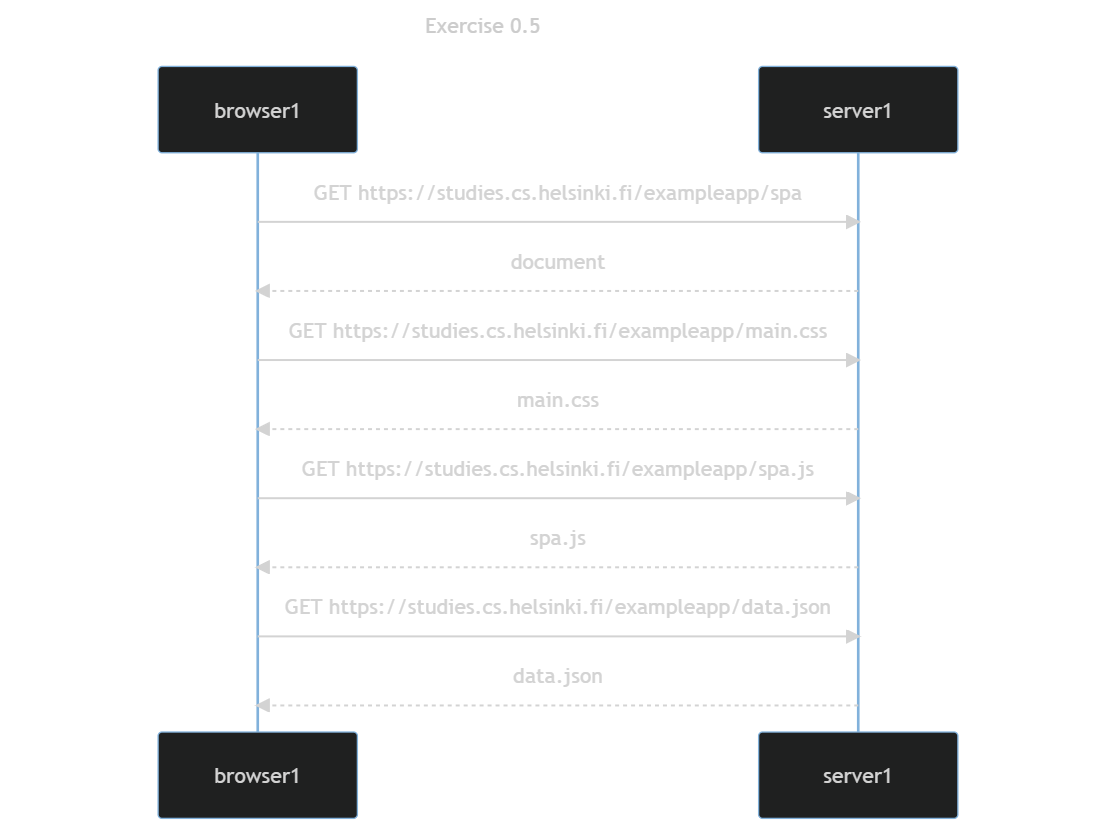 Exercise 0.5
browser1
server1
GET https://studies.cs.helsinki.fi/exampleapp/spa
document
GET https://studies.cs.helsinki.fi/exampleapp/main.css
main.css
GET https://studies.cs.helsinki.fi/exampleapp/spa.js
spa.js
GET https://studies.cs.helsinki.fi/exampleapp/data.json
data.json
browser1
server1